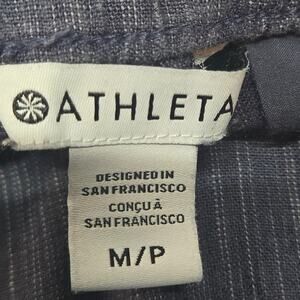 ATHLETA
DESIGNED IN
SAN FRANCISCO
CONÇU À
SAN FRANCISCO
M/P